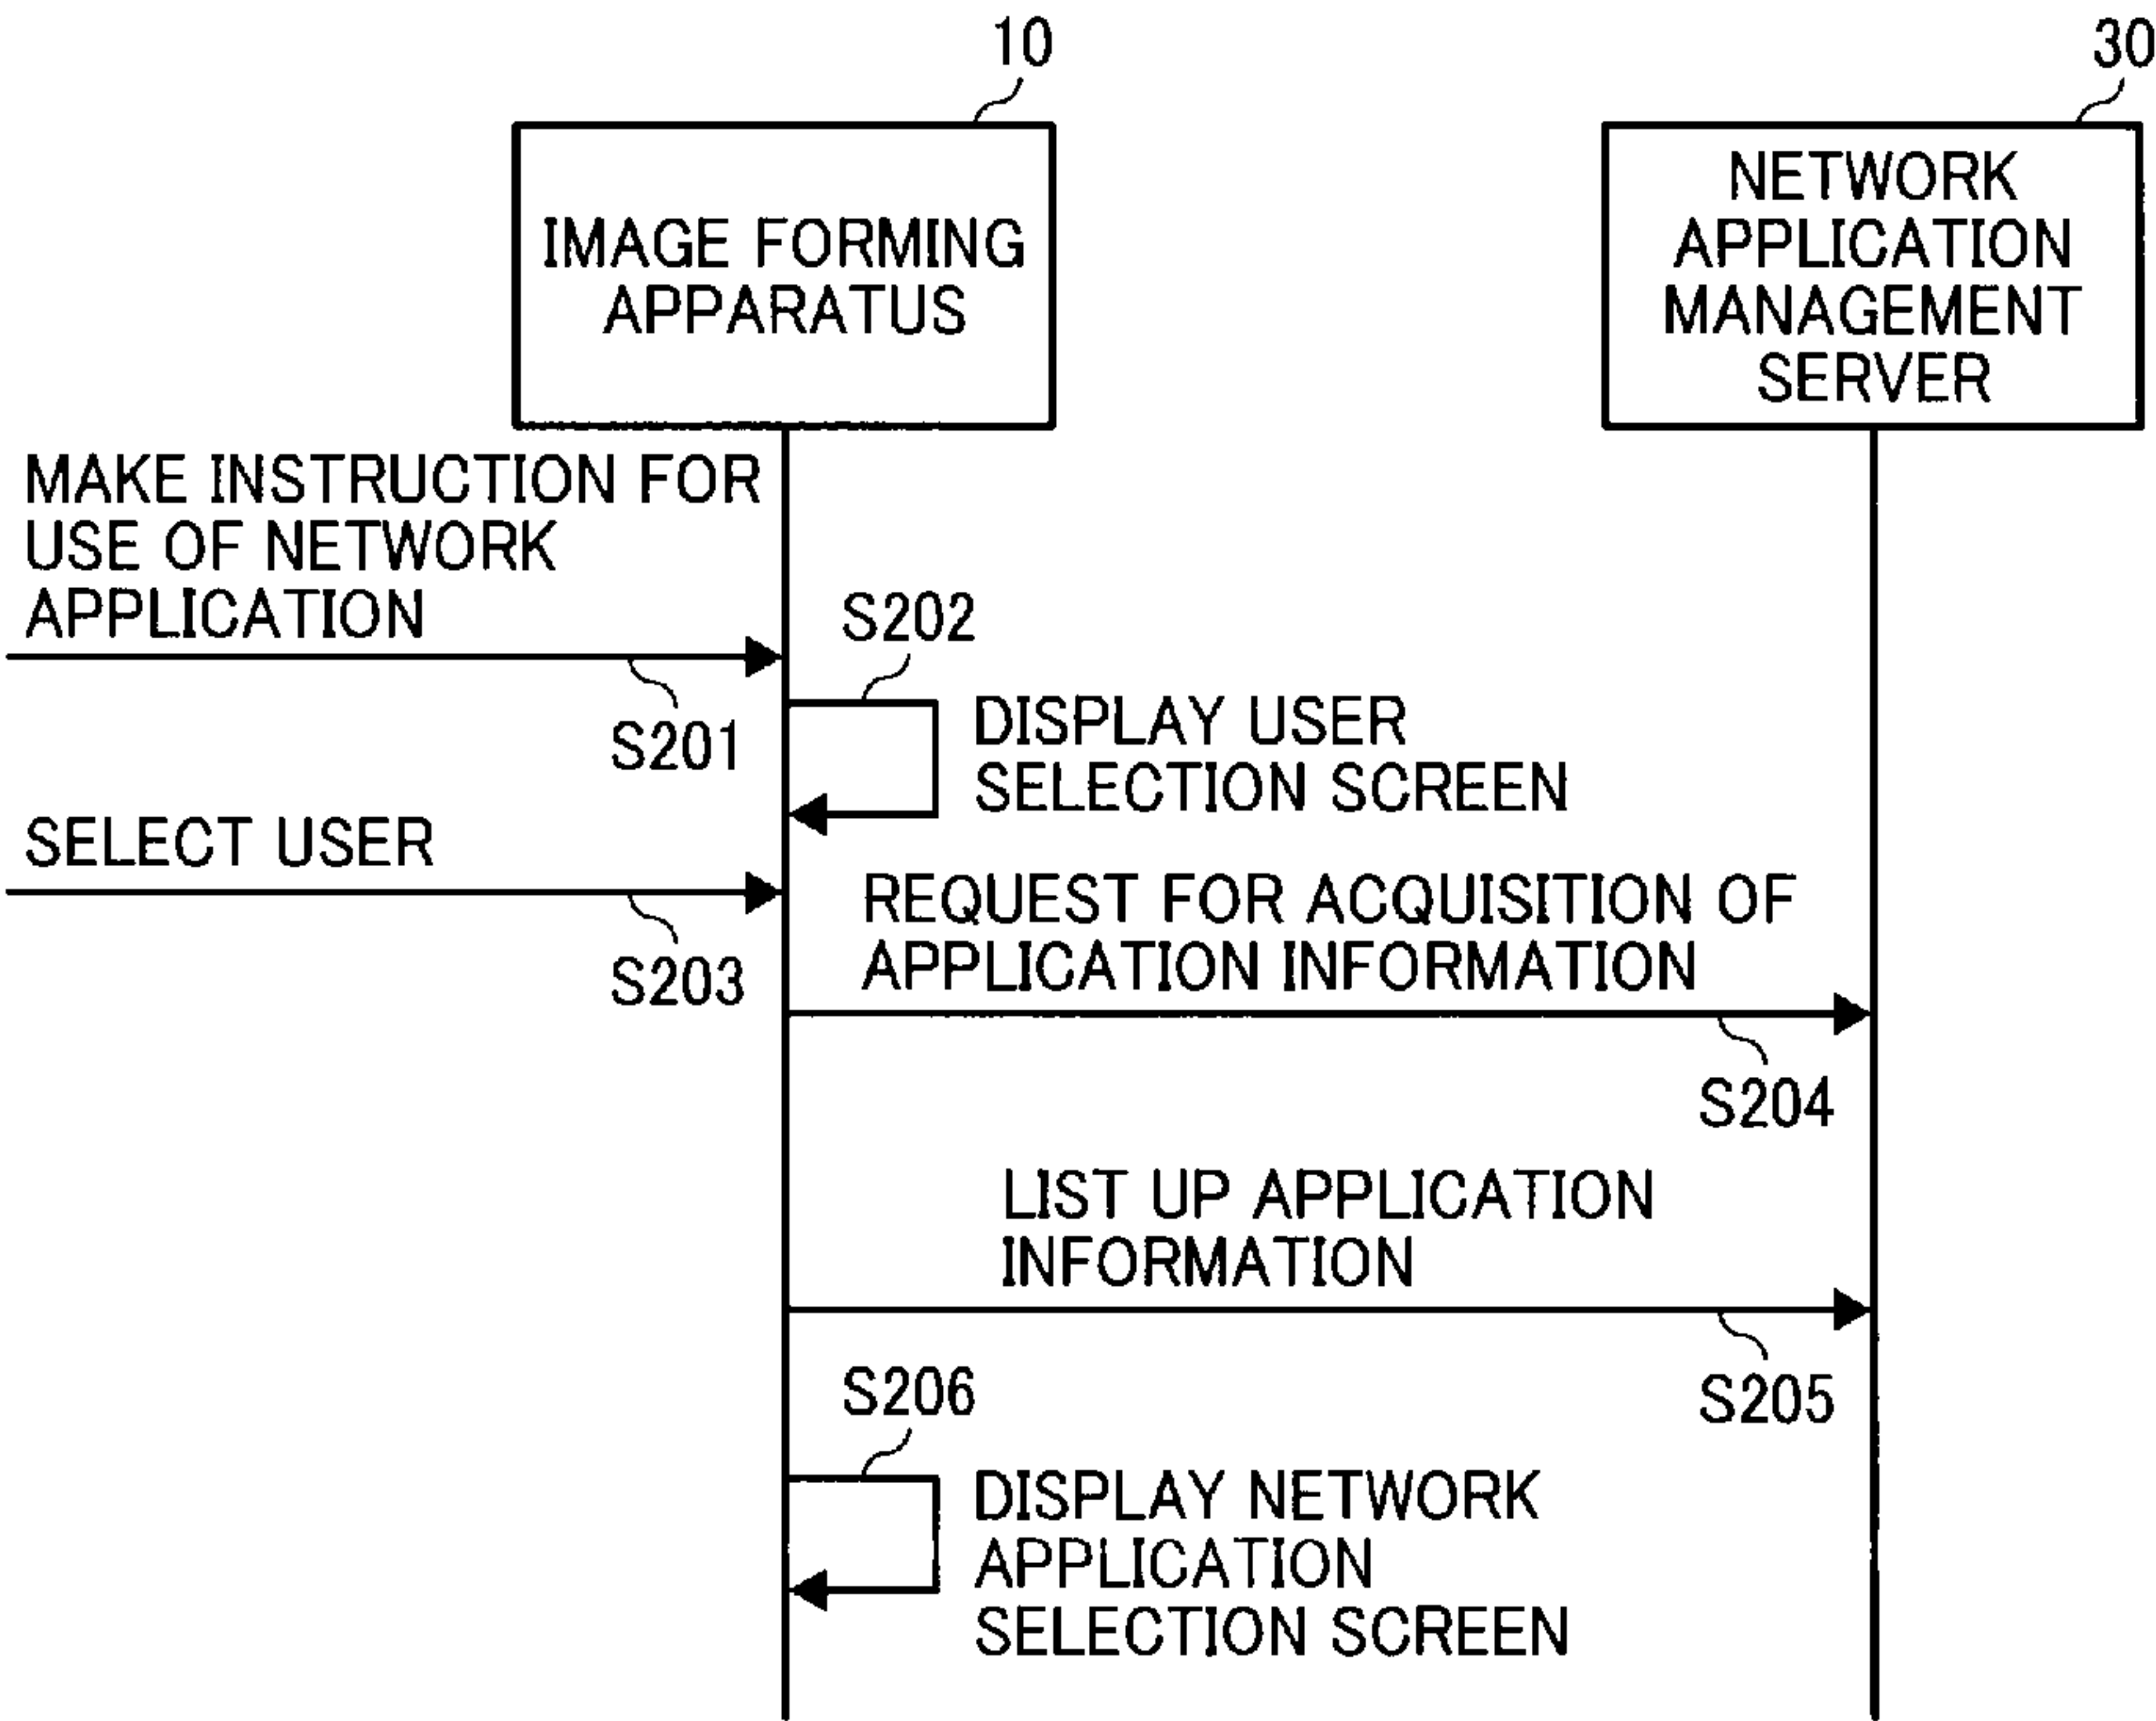 10
30
IMAGE FORMING
APPARATUS
NETWORK
APPLICATION
MANAGEMENT
SERVER
MAKE INSTRUCTION FOR
USE OF NETWORK
APPLICATION
S201
S202
DISPLAY USER
SELECTION SCREEN
SELECT USER
S203
REQUEST FOR ACQUISITION OF
APPLICATION INFORMATION
S204
LIST UP APPLICATION
INFORMATION
S205
S206
DISPLAY NETWORK
APPLICATION
SELECTION SCREEN